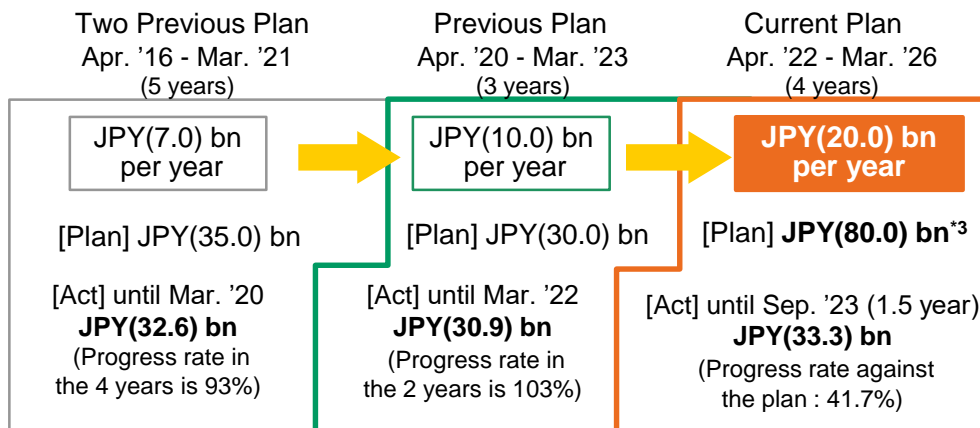 Two Previous Plan
Apr. ’16 - Mar. ’21
(5 years)
JPY(7.0) bn
per year
[Plan] JPY(35.0) bn
[Act] until Mar. ’20
JPY(32.6) bn
(Progress rate in
the 4 years is 93%)
Previous Plan
Apr. ’20 - Mar. ’23
(3 years)
JPY(10.0) bn
per year
[Plan] JPY(30.0) bn
[Act] until Mar. ’22
JPY(30.9) bn
(Progress rate in
the 2 years is 103%)
Current Plan
Apr. ’22 - Mar. ’26
(4 years)
JPY(20.0) bn
per year
[Plan] JPY(80.0) bn*3
[Act] until Sep. ’23 (1.5 year)
JPY(33.3) bn
(Progress rate against
the plan : 41.7%)